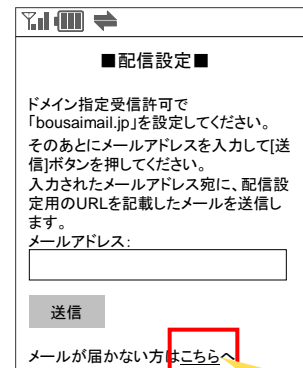 ■配信設定■
ドメイン指定受信許可で
「bousaimail.jp」を設定してください。
そのあとにメールアドレスを入力して[送
信]ボタンを押してください。
入力されたメールアドレス宛に、配信設
定用のURLを記載したメールを送信し
ます。
メールアドレス:
送信
メールが届かない方はこちらへ